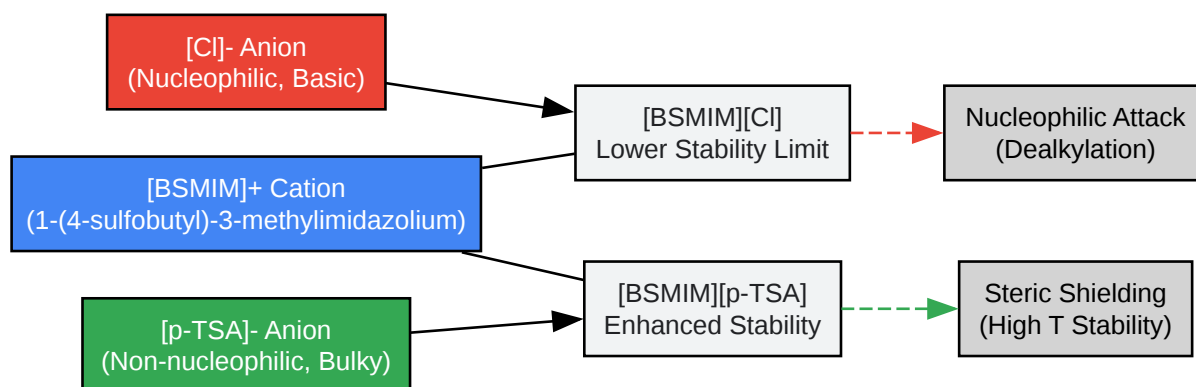 [Cl]- Anion
(Nucleophilic, Basic)
[BSMIM][Cl]
Lower Stability Limit
Nucleophilic Attack
(Dealkylation)
[BSMIM]+ Cation
(1-(4-sulfobutyl)-3-methylimidazolium)
[BSMIM][p-TSA]
Enhanced Stability
Steric Shielding
(High T Stability)
[p-TSA]- Anion
(Non-nucleophilic, Bulky)